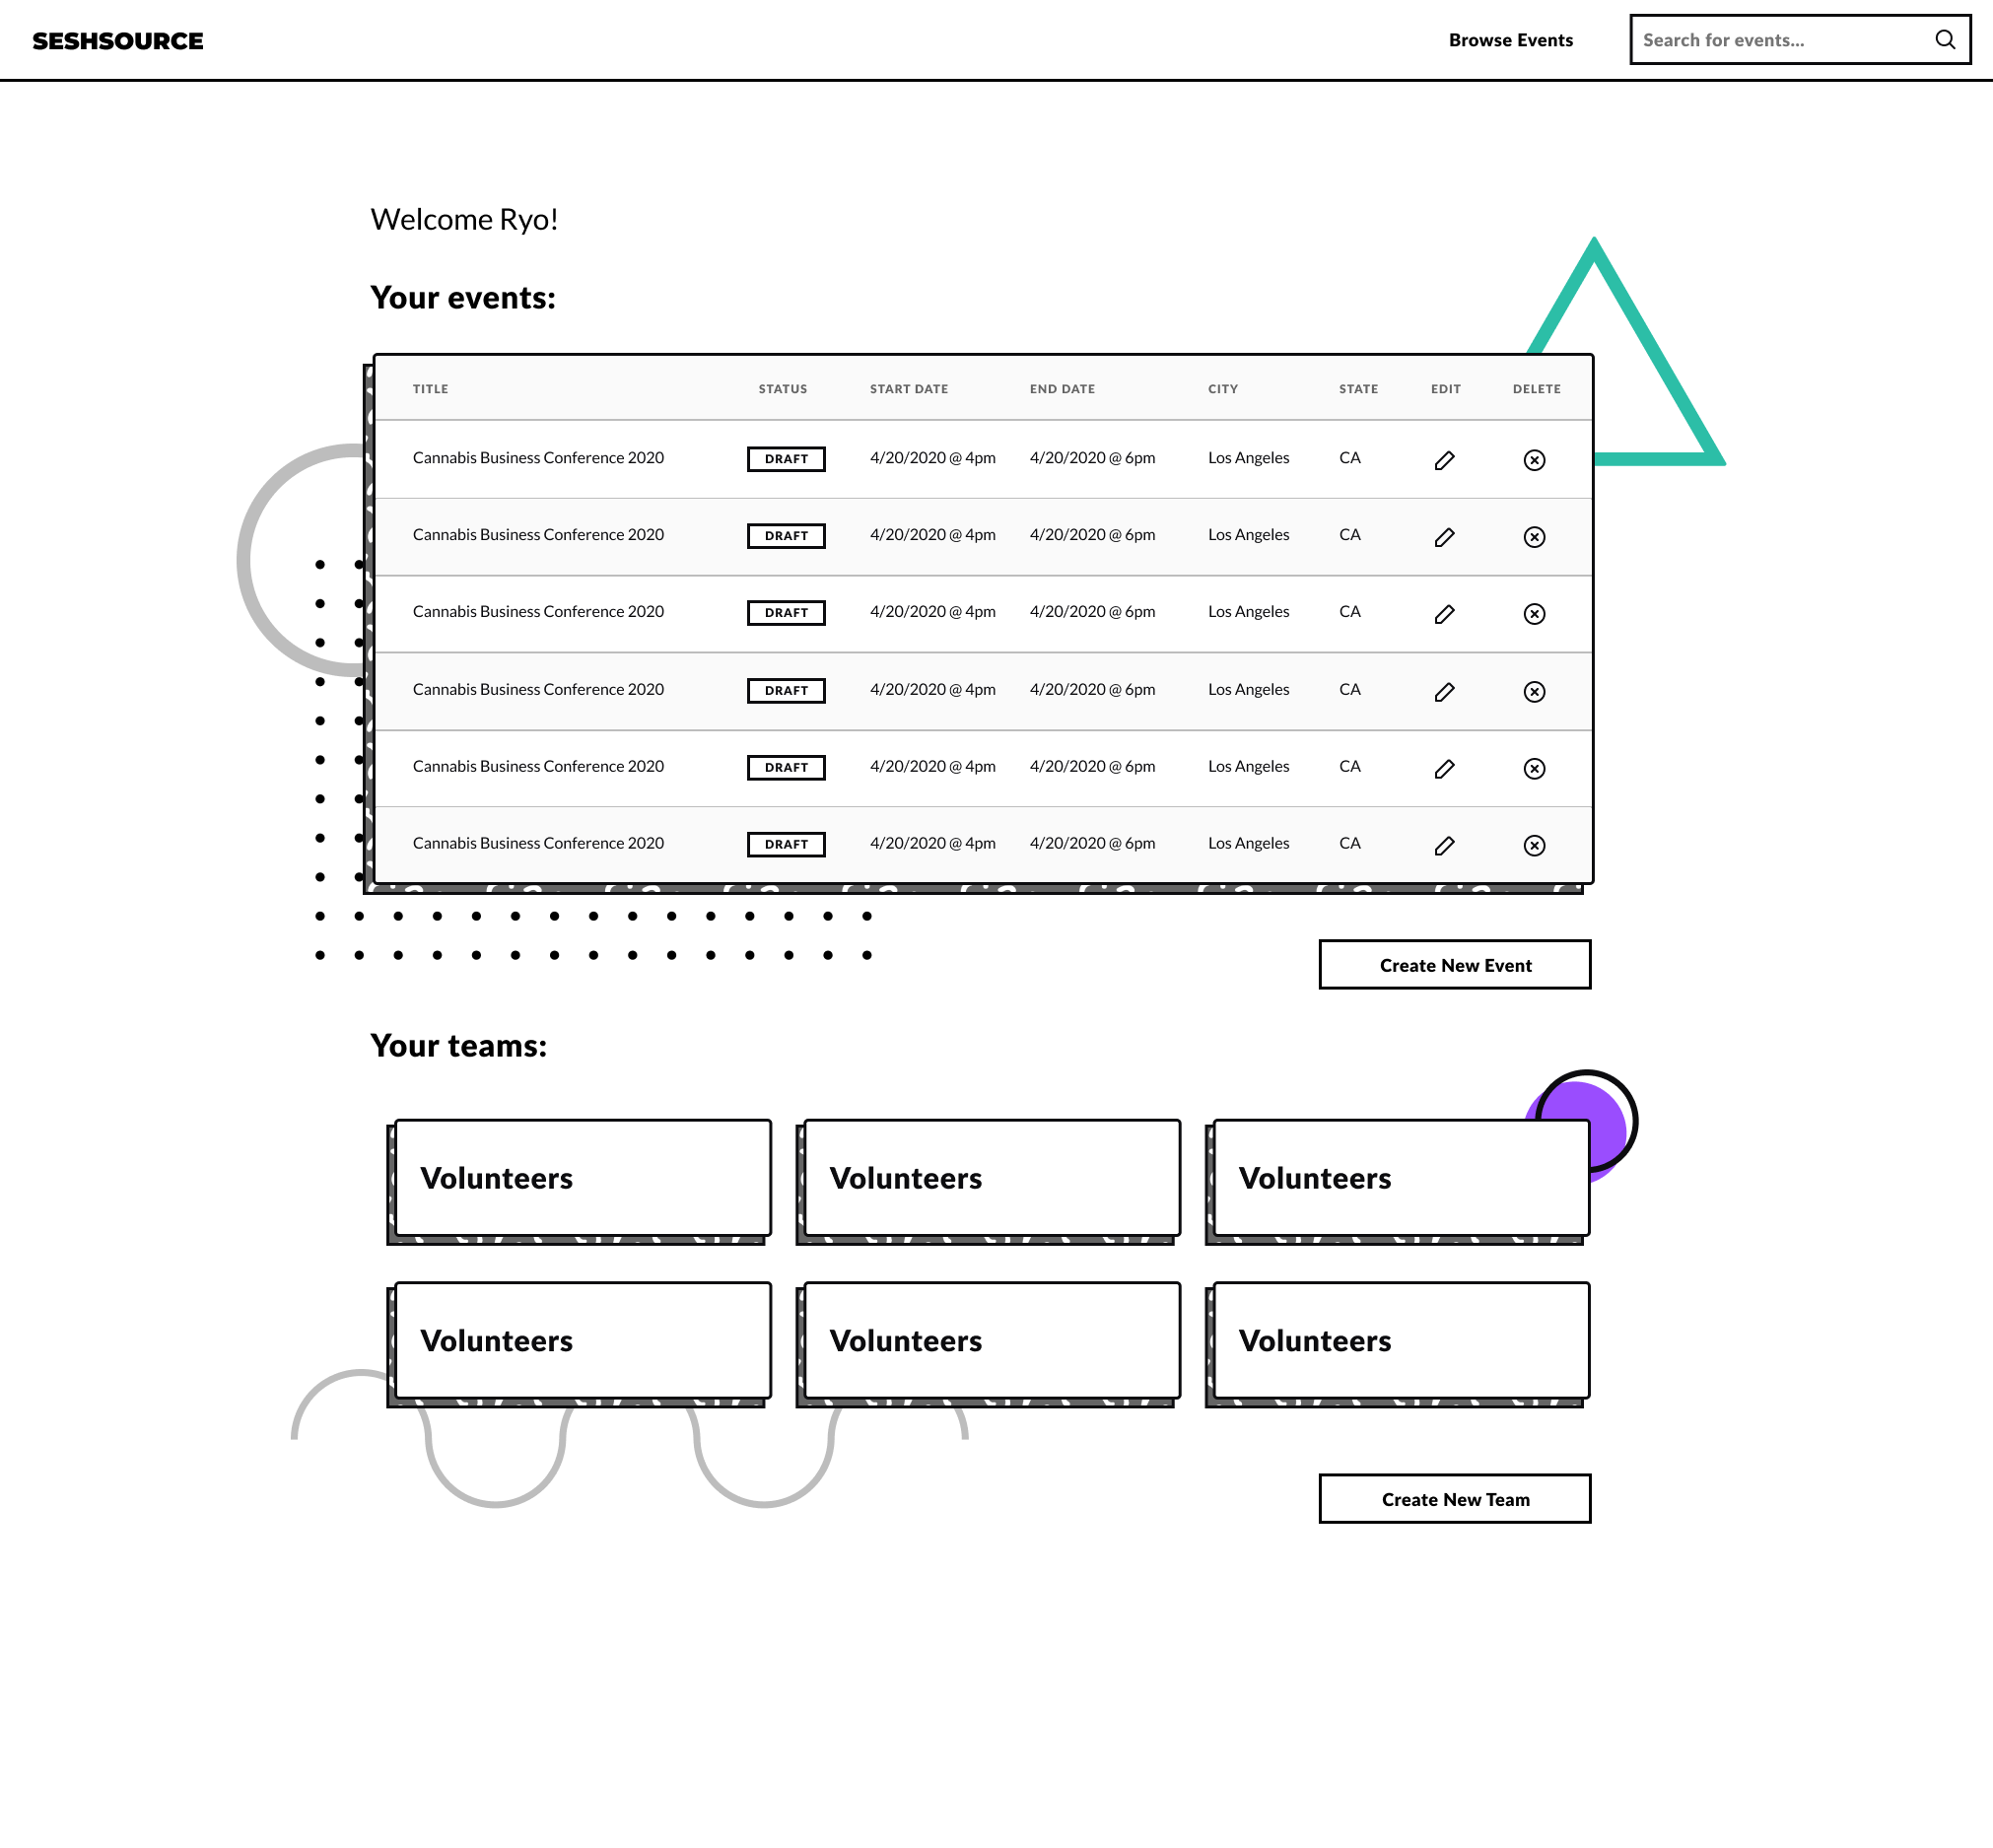 SESHSOURCE
Browse Events
Search for events...
Welcome Ryo!
Your events:
TITLE STATUS START DATE END DATE CITY STATE EDIT DELETE
Cannabis Business Conference 2020 DRAFT 4/20/2020 @ 4pm 4/20/2020 @ 6pm Los Angeles CA
Cannabis Business Conference 2020 DRAFT 4/20/2020 @ 4pm 4/20/2020 @ 6pm Los Angeles CA
Cannabis Business Conference 2020 DRAFT 4/20/2020 @ 4pm 4/20/2020 @ 6pm Los Angeles CA
Cannabis Business Conference 2020 DRAFT 4/20/2020 @ 4pm 4/20/2020 @ 6pm Los Angeles CA
Cannabis Business Conference 2020 DRAFT 4/20/2020 @ 4pm 4/20/2020 @ 6pm Los Angeles CA
Cannabis Business Conference 2020 DRAFT 4/20/2020 @ 4pm 4/20/2020 @ 6pm Los Angeles CA
Create New Event
Your teams:
Volunteers Volunteers Volunteers
Volunteers Volunteers Volunteers
Create New Team